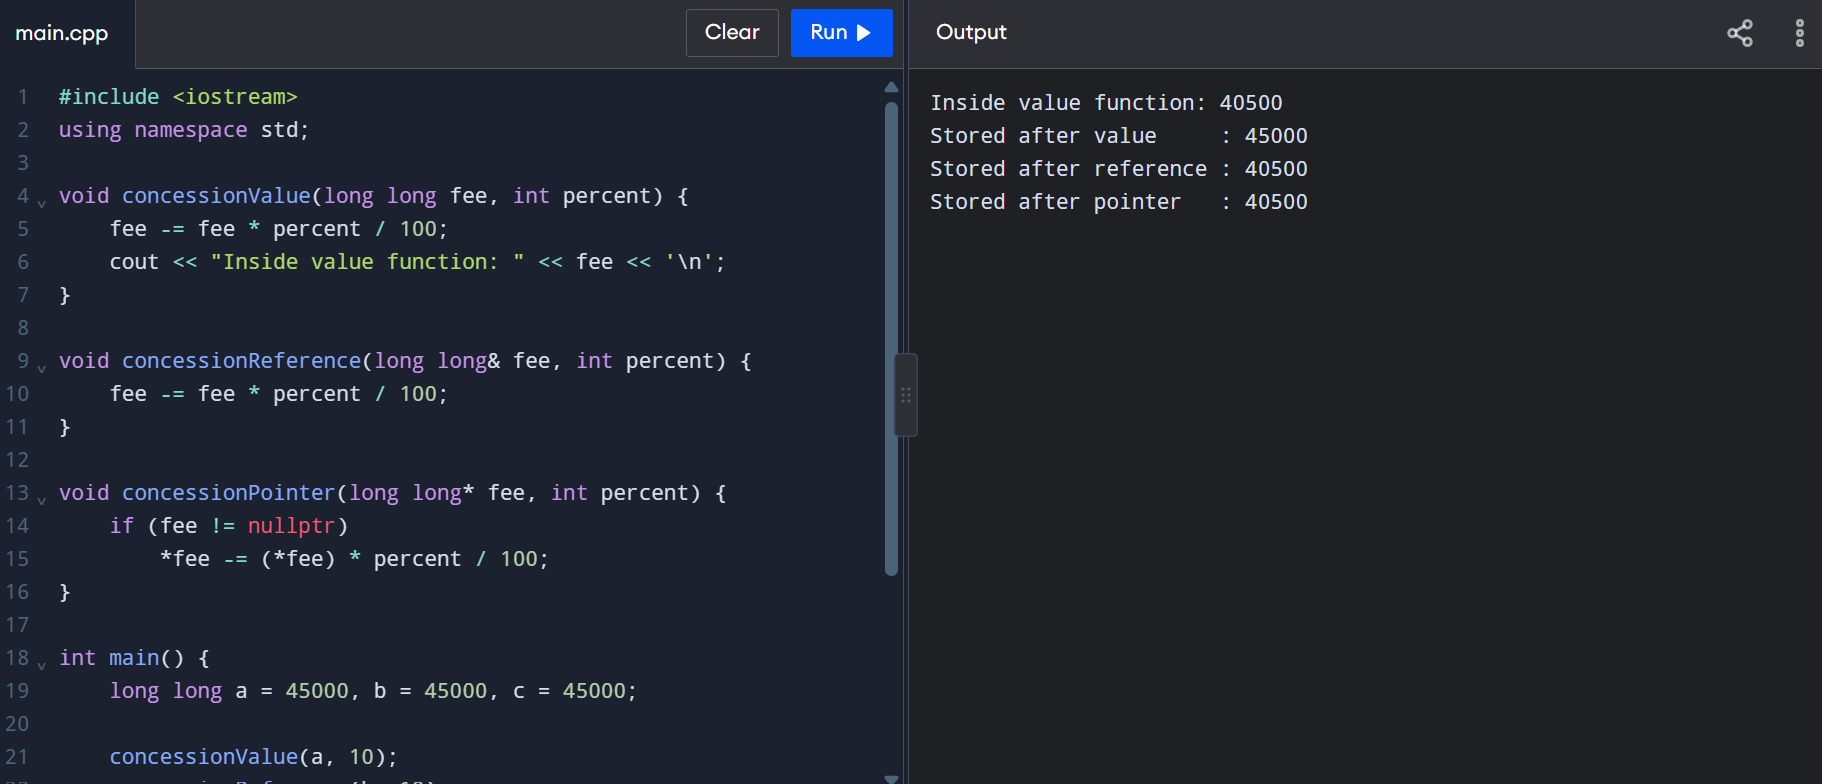 main.cpp
Clear
Run
Output
1 #include <iostream>
2 using namespace std;
3
4 void concessionValue(long long fee, int percent) {
5     fee -= fee * percent / 100;
6     cout << "Inside value function: " << fee << '\n';
7 }
8
9 void concessionReference(long long& fee, int percent) {
10     fee -= fee * percent / 100;
11 }
12
13 void concessionPointer(long long* fee, int percent) {
14     if (fee != nullptr)
15         *fee -= (*fee) * percent / 100;
16 }
17
18 int main() {
19     long long a = 45000, b = 45000, c = 45000;
20
21     concessionValue(a, 10);
Inside value function: 40500
Stored after value     : 45000
Stored after reference : 40500
Stored after pointer   : 40500